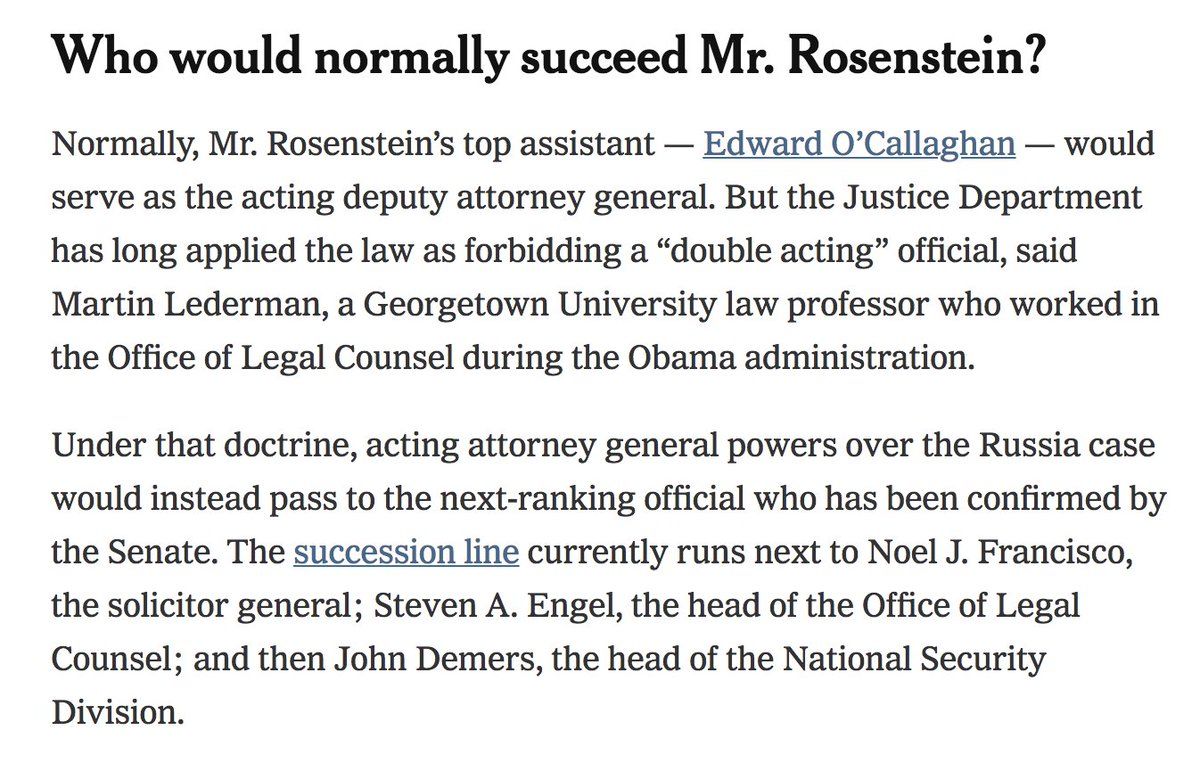 Who would normally succeed Mr. Rosenstein?
Normally, Mr. Rosenstein’s top assistant — Edward O’Callaghan — would
serve as the acting deputy attorney general. But the Justice Department
has long applied the law as forbidding a “double acting” official, said
Martin Lederman, a Georgetown University law professor who worked in
the Office of Legal Counsel during the Obama administration.
Under that doctrine, acting attorney general powers over the Russia case
would instead pass to the next-ranking official who has been confirmed by
the Senate. The succession line currently runs next to Noel J. Francisco,
the solicitor general; Steven A. Engel, the head of the Office of Legal
Counsel; and then John Demers, the head of the National Security
Division.